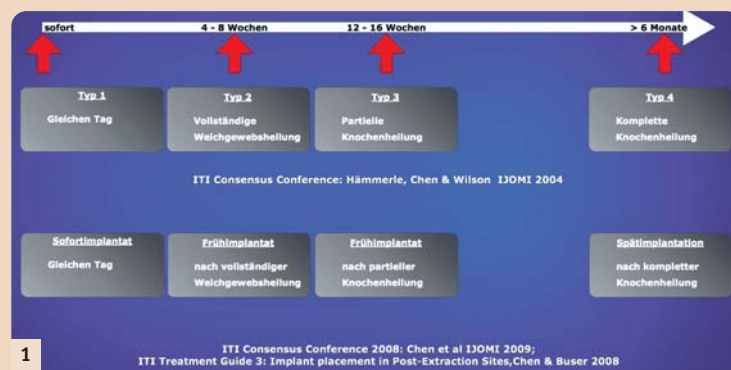 sofort 4 - 8 Wochen 12 - 16 Wochen > 6 Monate
Typ 1
Gleichen Tag
Typ 2
Vollständige
Weichgewebsheilung
Typ 3
Partielle
Knochenheilung
Typ 4
Komplette
Knochenheilung
ITI Consensus Conference: Hämmerle, Chen & Wilson IJOMI 2004
Sofortimplantat
Gleichen Tag
Frühimplantat
nach vollständiger
Weichgewebsheilung
Frühimplantat
nach partieller
Knochenheilung
Spätimplantation
nach kompletter
Knochenheilung
ITI Consensus Conference 2008: Chen et al IJOMI 2009;
ITI Treatment Guide 3: Implant placement in Post-Extraction Sites,Chen & Buser 2008
1